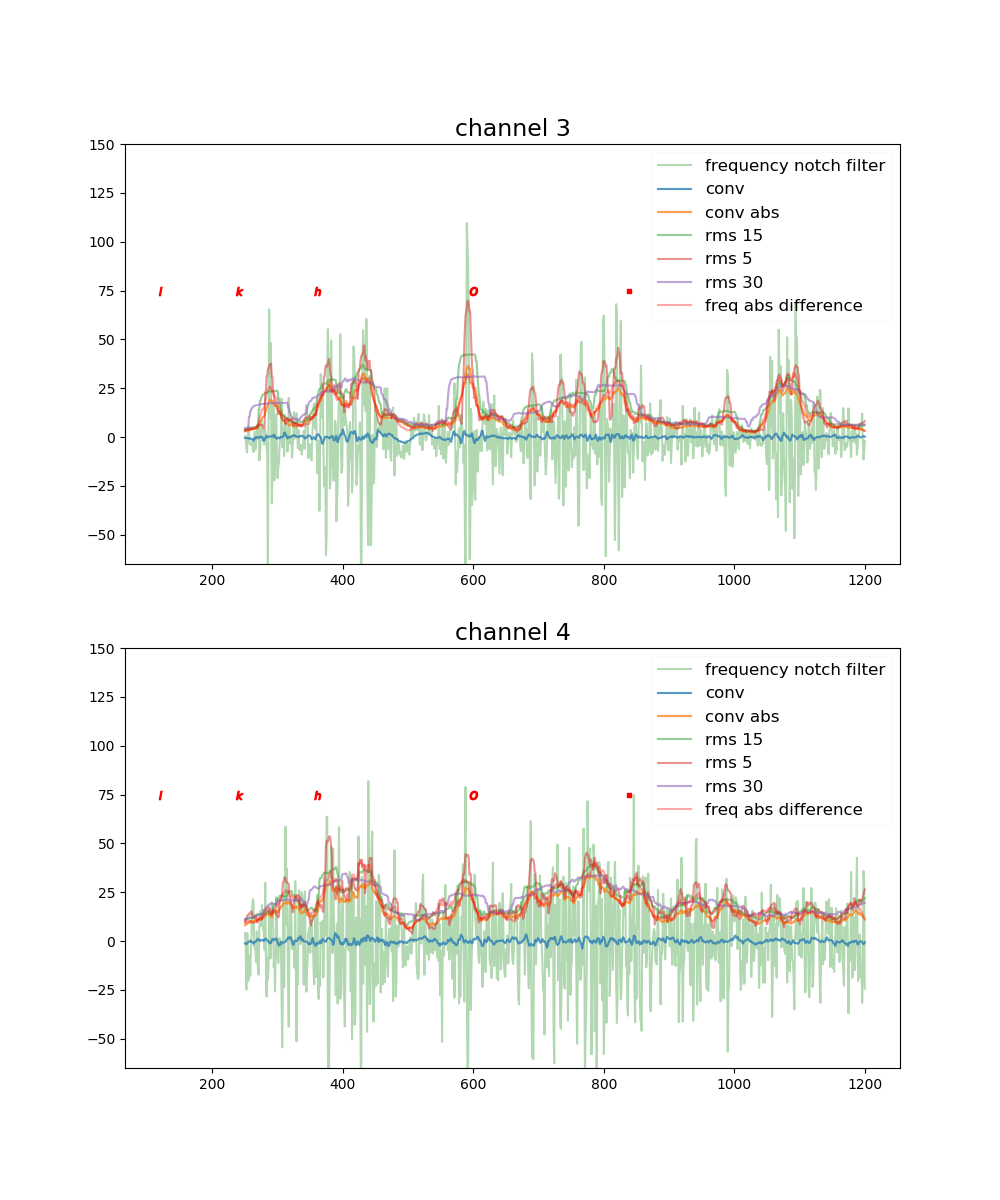 channel 3
150
125
100
75
50
25
0
−25
−50
frequency notch filter
conv
conv abs
rms 15
rms 5
rms 30
freq abs difference
l k h O .
200 400 600 800 1000 1200
channel 4
150
125
100
75
50
25
0
−25
−50
frequency notch filter
conv
conv abs
rms 15
rms 5
rms 30
freq abs difference
l k h O .
200 400 600 800 1000 1200